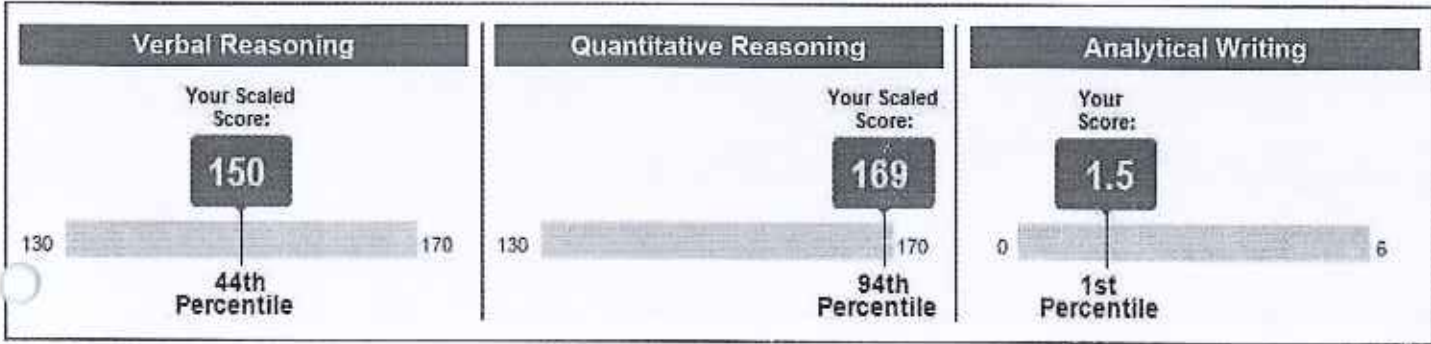 Verbal Reasoning
Your Scaled
Score:
150
130
170
44th
Percentile
Quantitative Reasoning
Your Scaled
Score:
169
130
170
94th
Percentile
Analytical Writing
Your
Score:
1.5
0
6
1st
Percentile